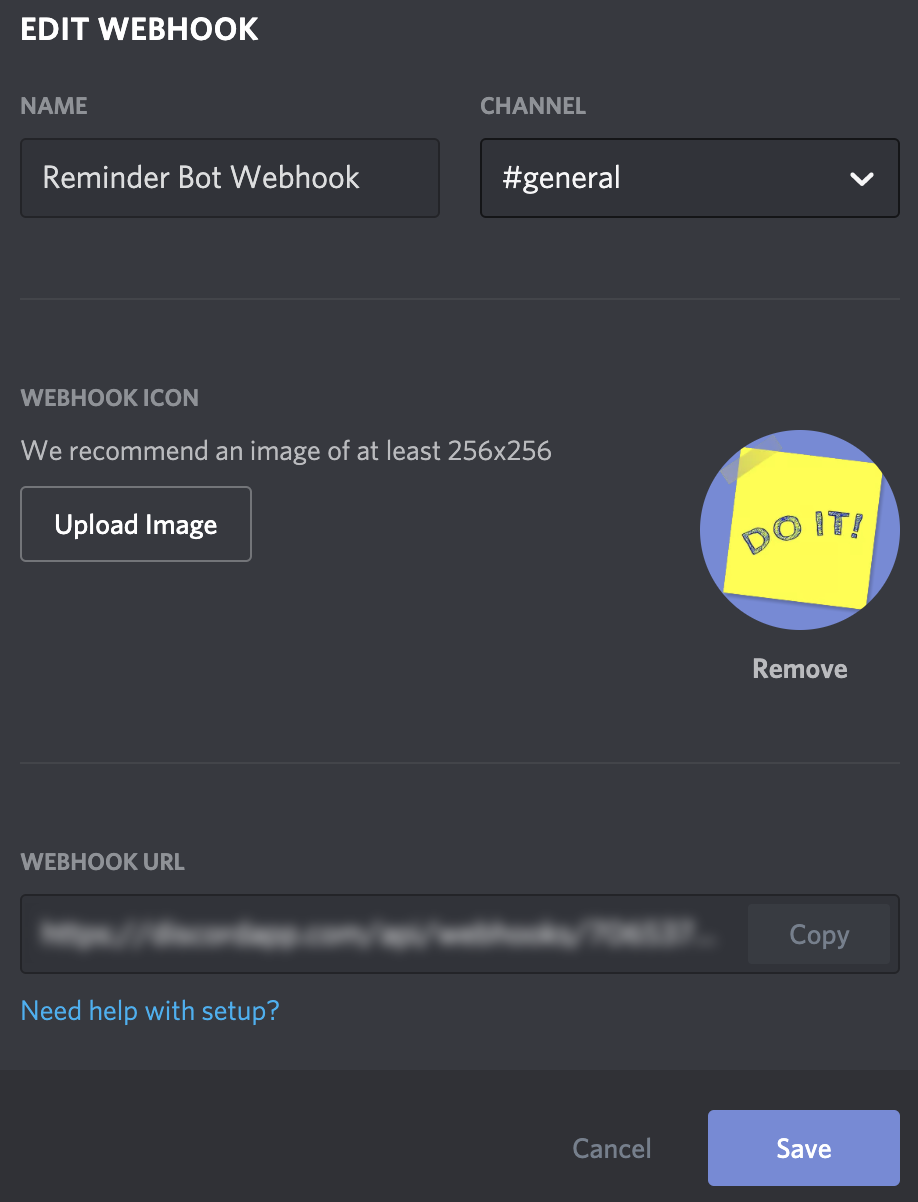 EDIT WEBHOOK
NAME
CHANNEL
Reminder Bot Webhook
#general
WEBHOOK ICON
We recommend an image of at least 256x256
Upload Image
DO IT!
Remove
WEBHOOK URL
Copy
Need help with setup?
Cancel
Save